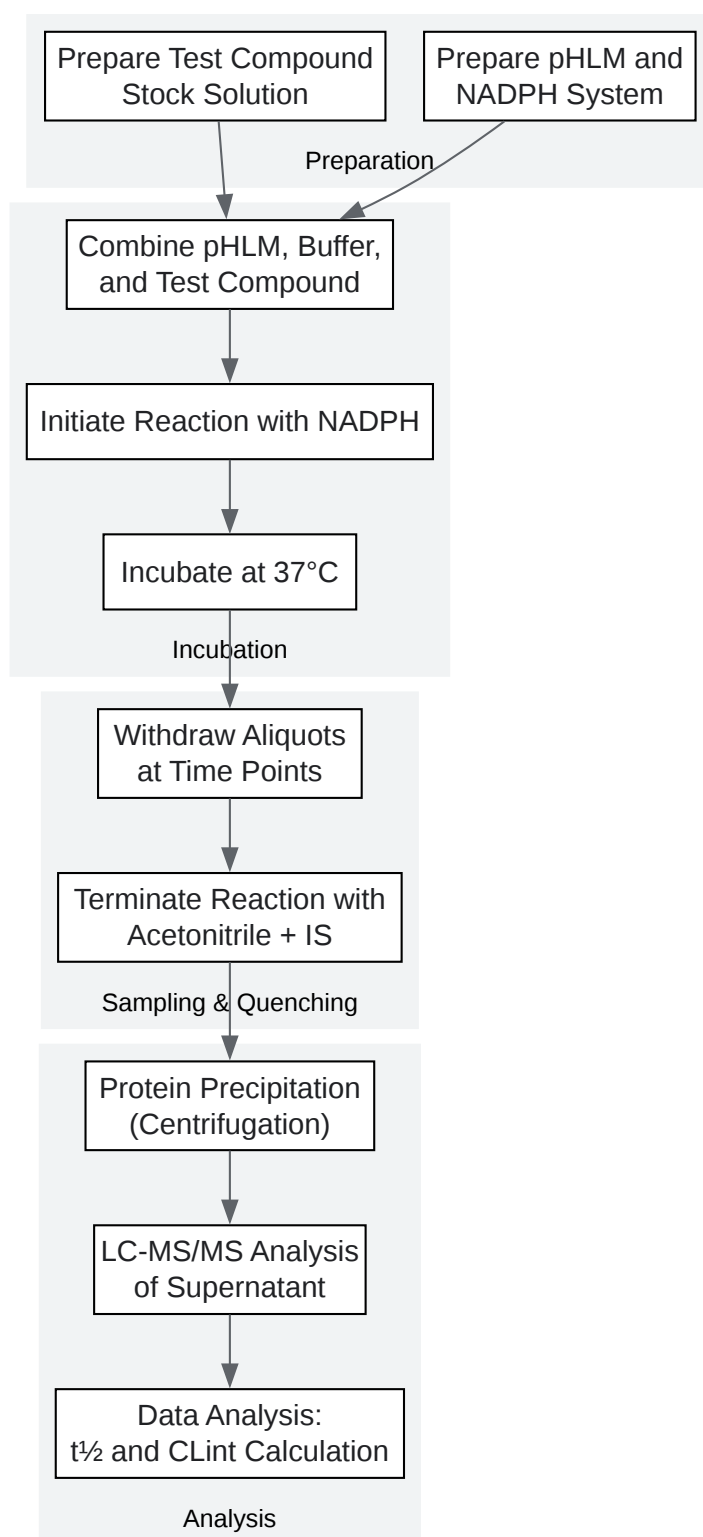 Prepare Test Compound
Stock Solution
Prepare pHLM and
NADPH System
Preparation
Combine pHLM, Buffer,
and Test Compound
Initiate Reaction with NADPH
Incubate at 37°C
Incubation
Withdraw Aliquots
at Time Points
Terminate Reaction with
Acetonitrile + IS
Sampling & Quenching
Protein Precipitation
(Centrifugation)
LC-MS/MS Analysis
of Supernatant
Data Analysis:
t½ and CLint Calculation
Analysis